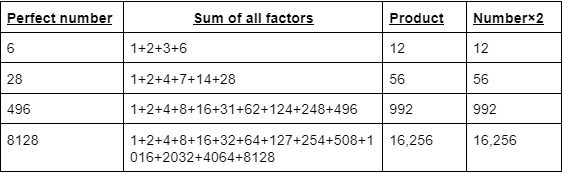 Perfect number Sum of all factors Product Number×2
6 1+2+3+6 12 12
28 1+2+4+7+14+28 56 56
496 1+2+4+8+16+31+62+124+248+496 992 992
8128 1+2+4+8+16+32+64+127+254+508+1 16,256 16,256
016+2032+4064+8128